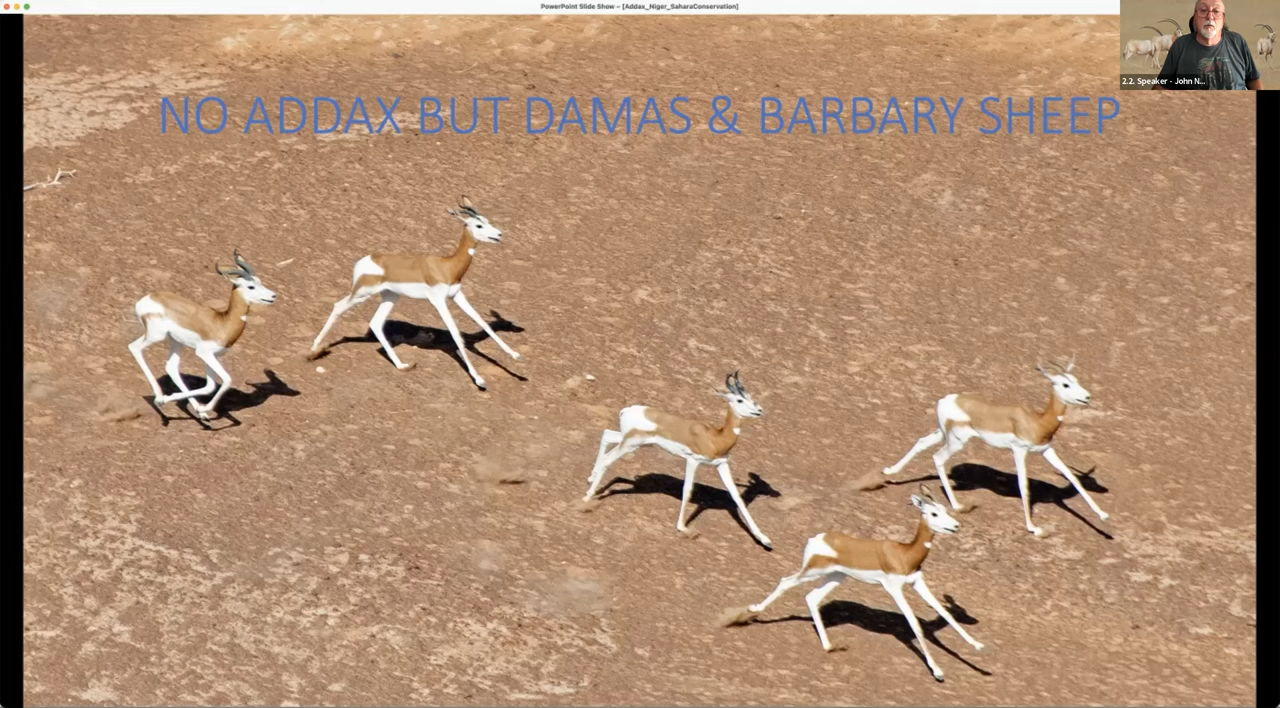 PowerPoint Slide Show – [Addax_Niger_SaharaConservation]
2.2. Speaker - John N...
NO ADDAX BUT DAMAS & BARBARY SHEEP